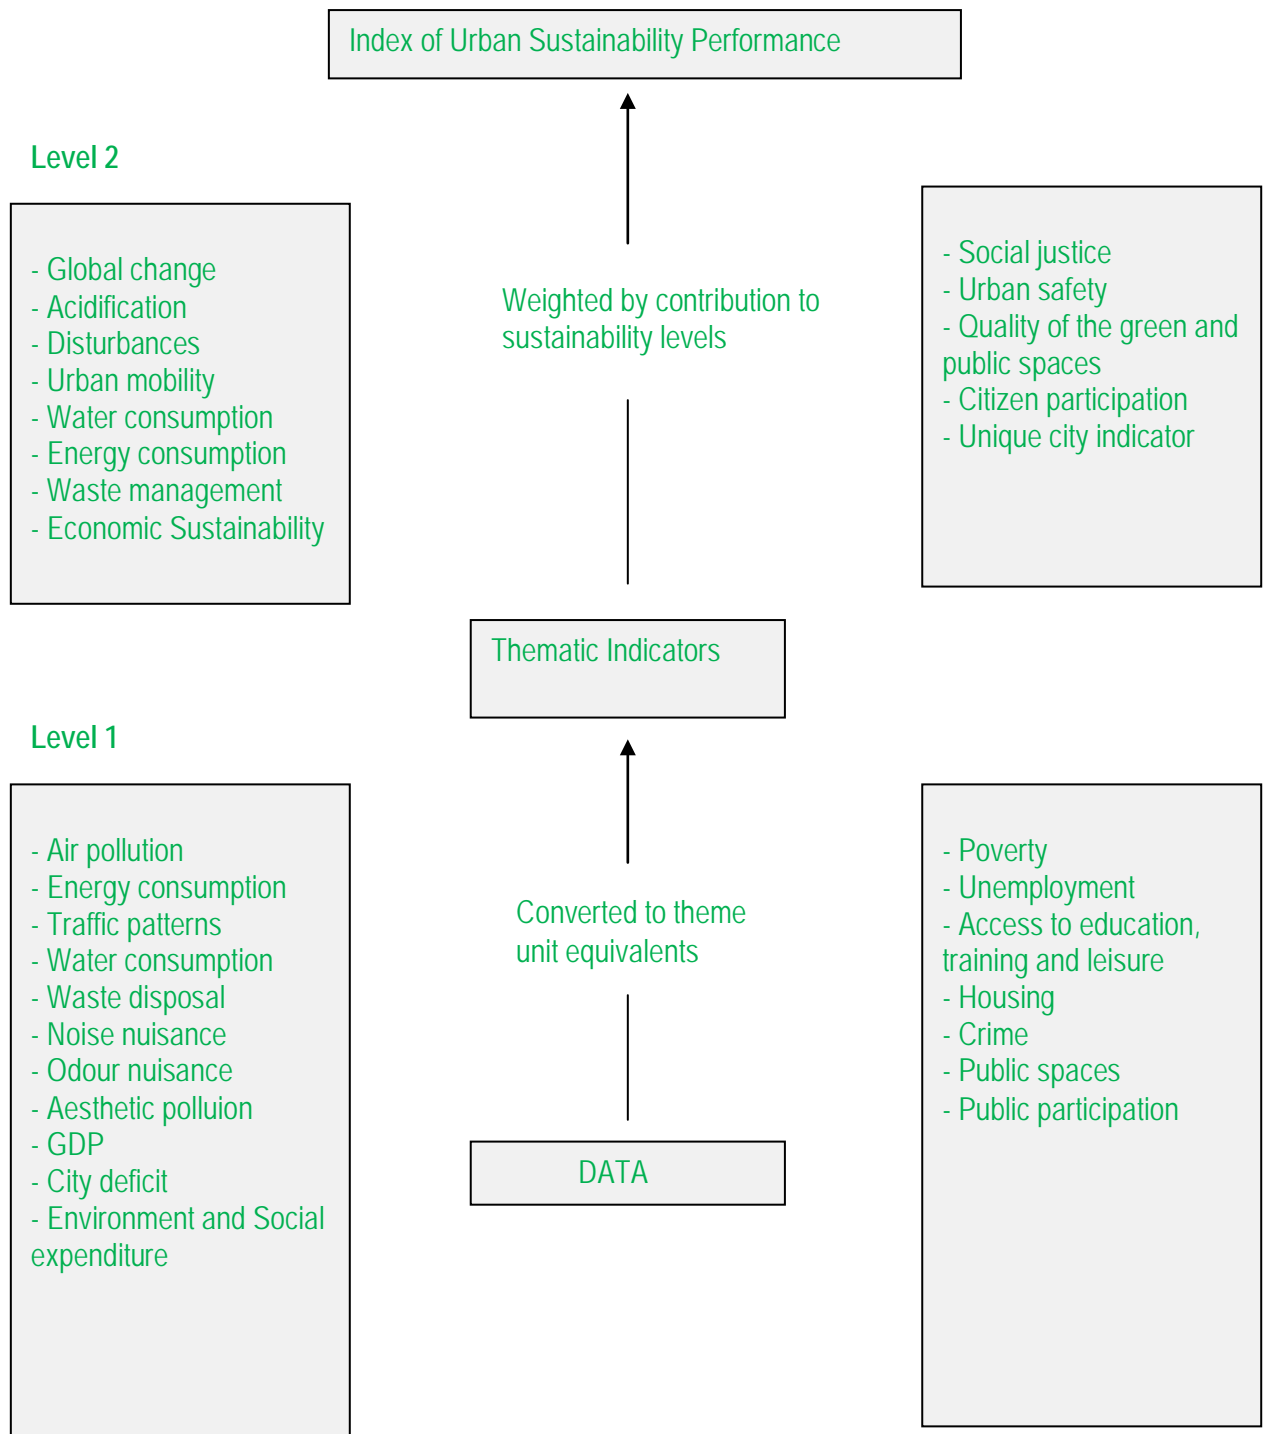 Index of Urban Sustainability Performance
Level 2
- Global change
- Acidification
- Disturbances
- Urban mobility
- Water consumption
- Energy consumption
- Waste management
- Economic Sustainability
Weighted by contribution to
sustainability levels
- Social justice
- Urban safety
- Quality of the green and
public spaces
- Citizen participation
- Unique city indicator
Thematic Indicators
Level 1
- Air pollution
- Energy consumption
- Traffic patterns
- Water consumption
- Waste disposal
- Noise nuisance
- Odour nuisance
- Aesthetic polluion
- GDP
- City deficit
- Environment and Social
expenditure
Converted to theme
unit equivalents
DATA
- Poverty
- Unemployment
- Access to education,
training and leisure
- Housing
- Crime
- Public spaces
- Public participation